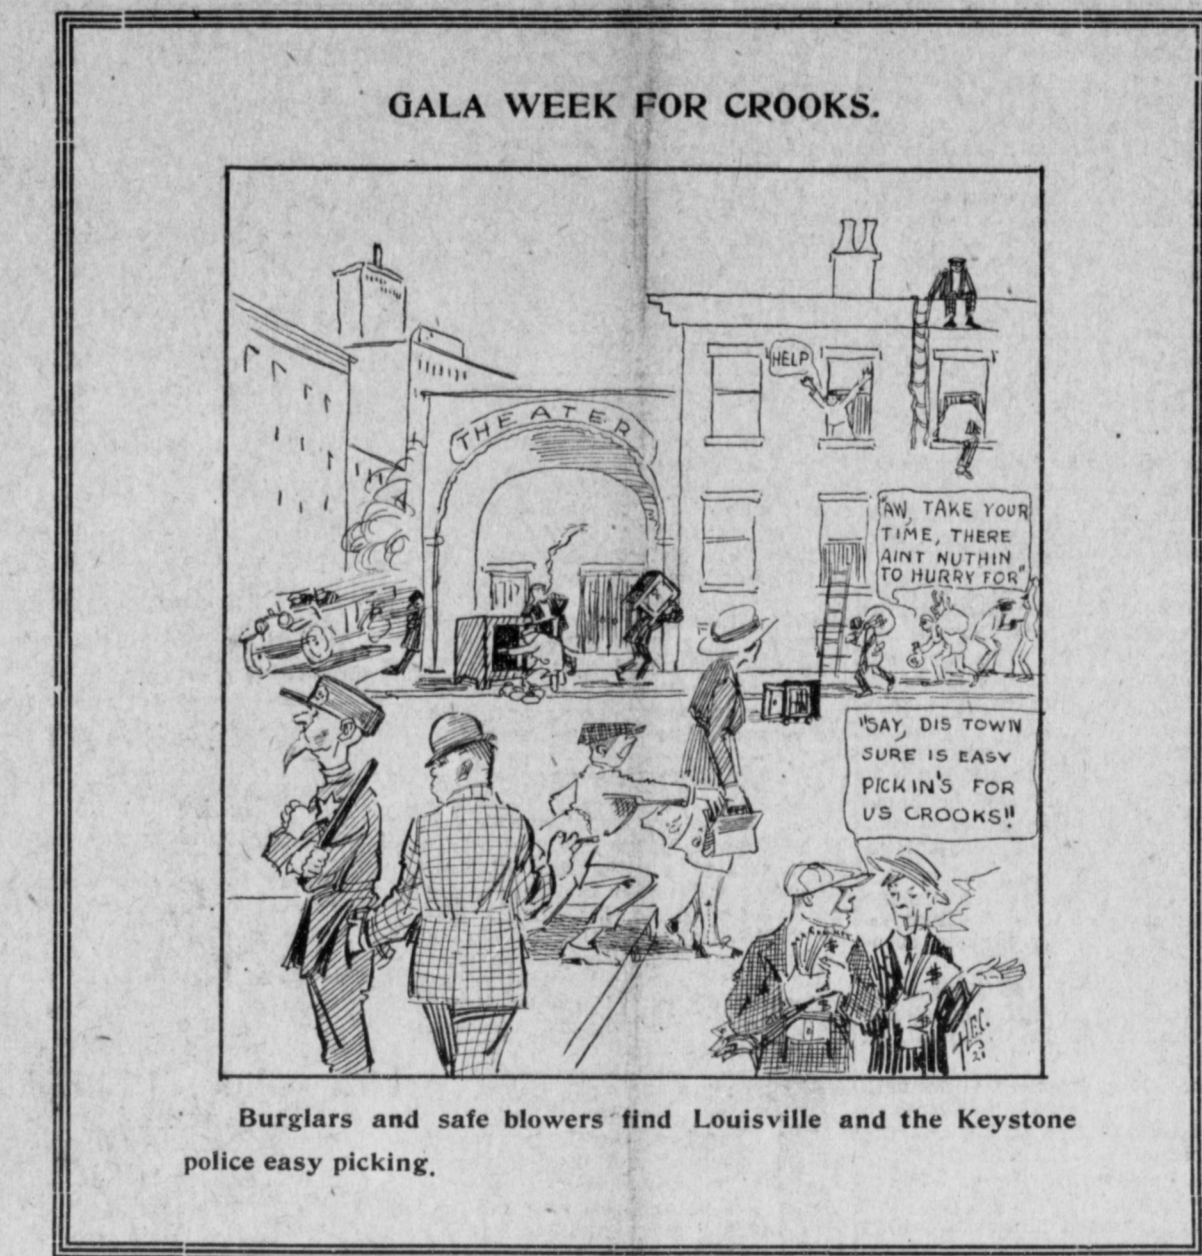 GALA WEEK FOR CROOKS.
THEATER
HELP
"AW, TAKE YOUR
TIME, THERE
AINT NUTHIN
TO HURRY FOR"
"SAY, DIS TOWN
SURE IS EASY
PICKIN'S FOR
US CROOKS!"
$
$
$
Burglars and safe blowers find Louisville and the Keystone
police easy picking.